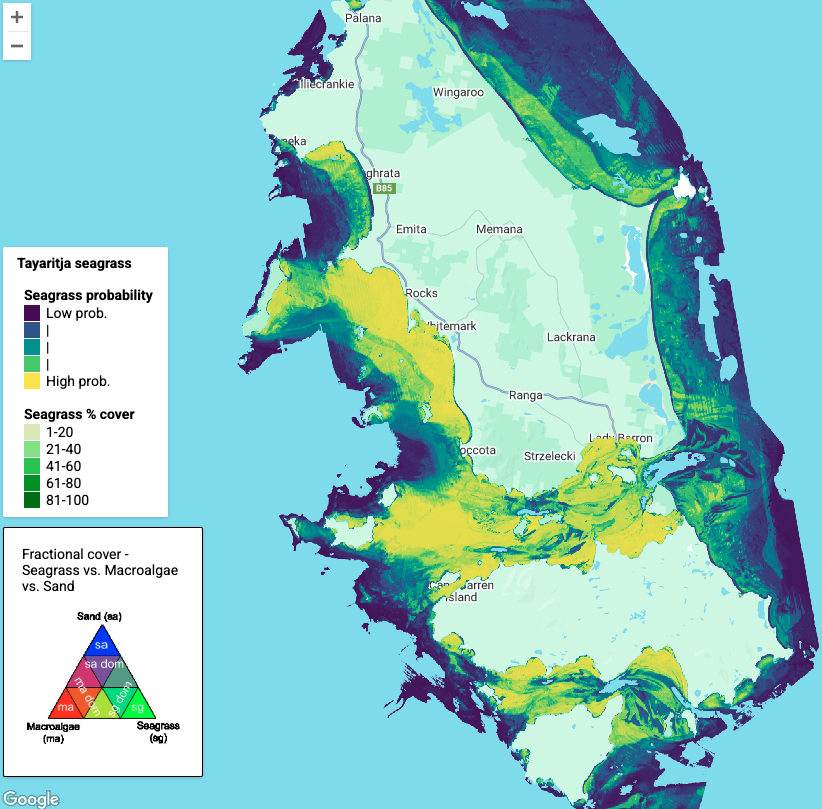 +
−
Palana
Killiecrankie
Wingaroo
meka
ghrata
B85
Emita
Memana
Rocks
Whitemark
Lackrana
Ranga
Lady Barron
occota
Strzelecki
Cape Barren
Island
Tayaritja seagrass
Seagrass probability
Low prob.
|
|
|
High prob.
Seagrass % cover
1-20
21-40
41-60
61-80
81-100
Fractional cover -
Seagrass vs. Macroalgae
vs. Sand
Sand (sa)
sa
sa dom
ma dom
sg dom
ma
sg
Macroalgae
(ma)
Seagrass
(sg)
Google